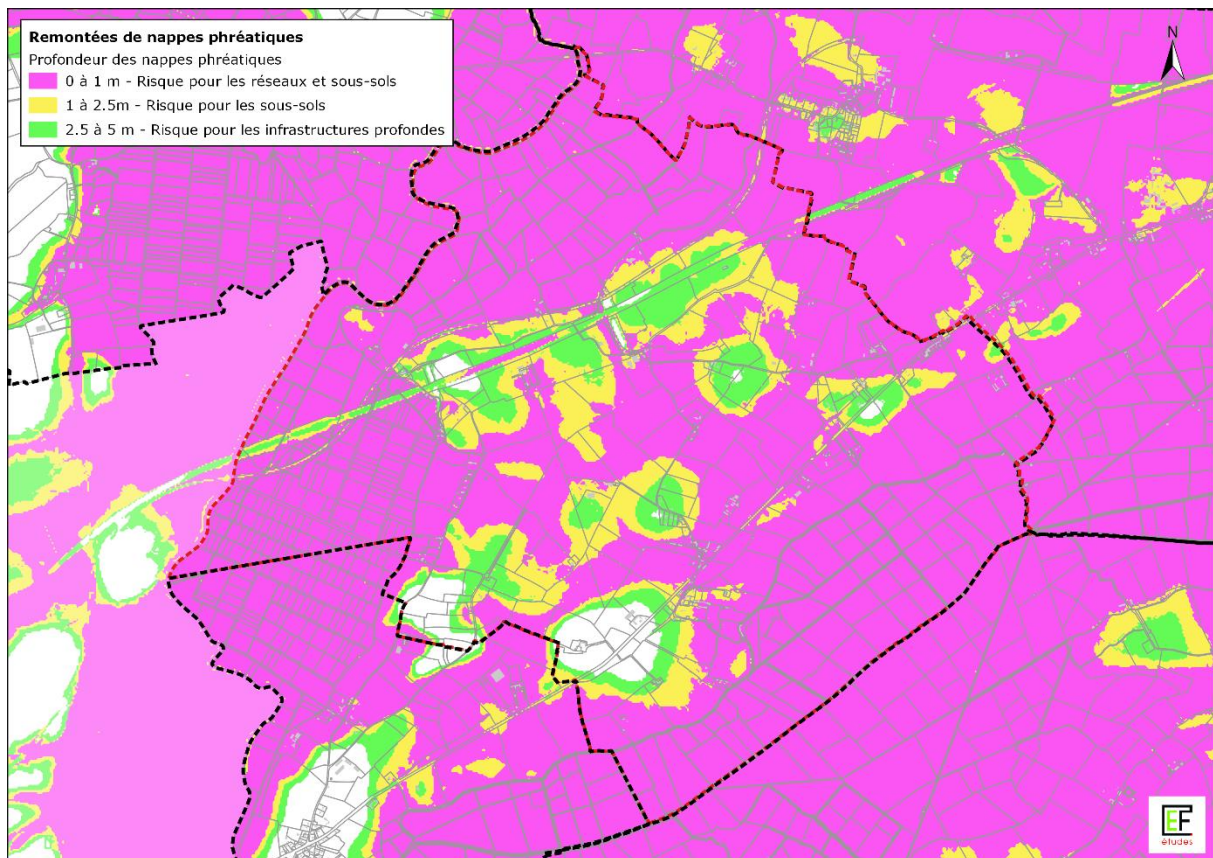 Remontées de nappes phréatiques
Profondeur des nappes phréatiques
0 à 1 m - Risque pour les réseaux et sous-sols
1 à 2.5m - Risque pour les sous-sols
2.5 à 5 m - Risque pour les infrastructures profondes
N
EF
études